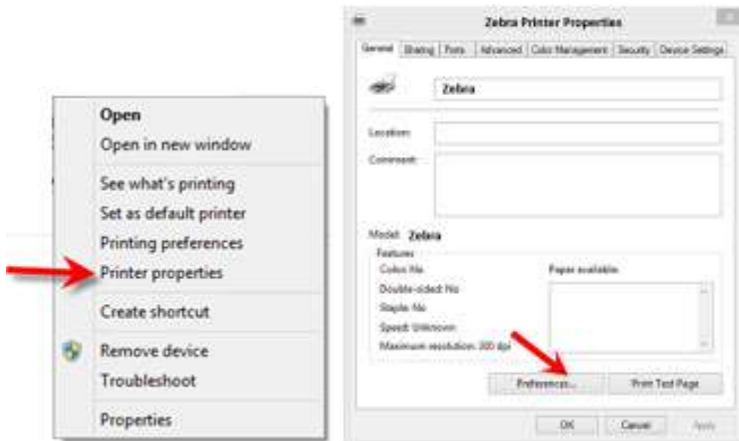 Open
Open in new window
See what's printing
Set as default printer
Printing preferences
Printer properties
Create shortcut
Remove device
Troubleshoot
Properties
Zebra Printer Properties
General Sharing Ports Advanced Color Management Security Device Settings
Zebra
Location:
Comment:
Model: Zebra
Features
Color: No
Paper available:
Double-sided: No
Staple: No
Speed: Unknown
Maximum resolution: 300 dpi
Preferences... Print Test Page
OK Cancel Apply